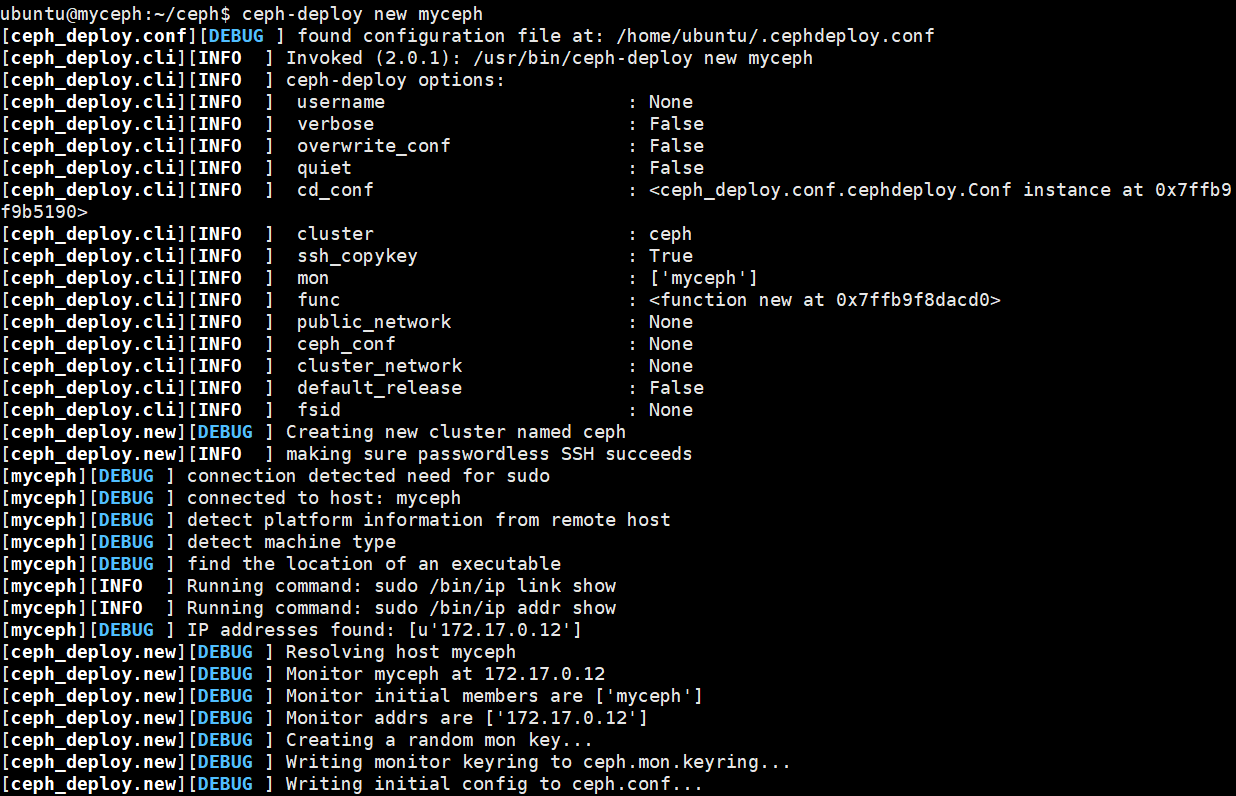 ubuntu@myceph:~/ceph$ ceph-deploy new myceph
[ceph_deploy.conf][DEBUG ] found configuration file at: /home/ubuntu/.cephdeploy.conf
[ceph_deploy.cli][INFO  ] Invoked (2.0.1): /usr/bin/ceph-deploy new myceph
[ceph_deploy.cli][INFO  ] ceph-deploy options:
[ceph_deploy.cli][INFO  ]  username                      : None
[ceph_deploy.cli][INFO  ]  verbose                       : False
[ceph_deploy.cli][INFO  ]  overwrite_conf                : False
[ceph_deploy.cli][INFO  ]  quiet                         : False
[ceph_deploy.cli][INFO  ]  cd_conf                       : <ceph_deploy.conf.cephdeploy.Conf instance at 0x7ffb9
f9b5190>
[ceph_deploy.cli][INFO  ]  cluster                       : ceph
[ceph_deploy.cli][INFO  ]  ssh_copykey                   : True
[ceph_deploy.cli][INFO  ]  mon                           : ['myceph']
[ceph_deploy.cli][INFO  ]  func                          : <function new at 0x7ffb9f8dacd0>
[ceph_deploy.cli][INFO  ]  public_network                : None
[ceph_deploy.cli][INFO  ]  ceph_conf                     : None
[ceph_deploy.cli][INFO  ]  cluster_network               : None
[ceph_deploy.cli][INFO  ]  default_release               : False
[ceph_deploy.cli][INFO  ]  fsid                          : None
[ceph_deploy.new][DEBUG ] Creating new cluster named ceph
[ceph_deploy.new][INFO  ] making sure passwordless SSH succeeds
[myceph][DEBUG ] connection detected need for sudo
[myceph][DEBUG ] connected to host: myceph
[myceph][DEBUG ] detect platform information from remote host
[myceph][DEBUG ] detect machine type
[myceph][DEBUG ] find the location of an executable
[myceph][INFO  ] Running command: sudo /bin/ip link show
[myceph][INFO  ] Running command: sudo /bin/ip addr show
[myceph][DEBUG ] IP addresses found: [u'172.17.0.12']
[ceph_deploy.new][DEBUG ] Resolving host myceph
[ceph_deploy.new][DEBUG ] Monitor myceph at 172.17.0.12
[ceph_deploy.new][DEBUG ] Monitor initial members are ['myceph']
[ceph_deploy.new][DEBUG ] Monitor addrs are ['172.17.0.12']
[ceph_deploy.new][DEBUG ] Creating a random mon key...
[ceph_deploy.new][DEBUG ] Writing monitor keyring to ceph.mon.keyring...
[ceph_deploy.new][DEBUG ] Writing initial config to ceph.conf...